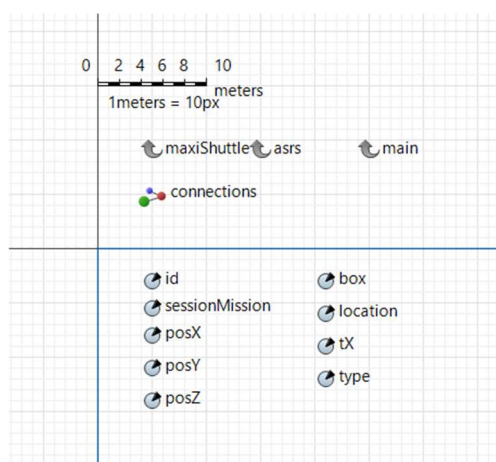 0 2 4 6 8 10
meters
1meters = 10px
maxiShuttle asrs main
connections
id box
sessionMission location
posX tX
posY type
posZ